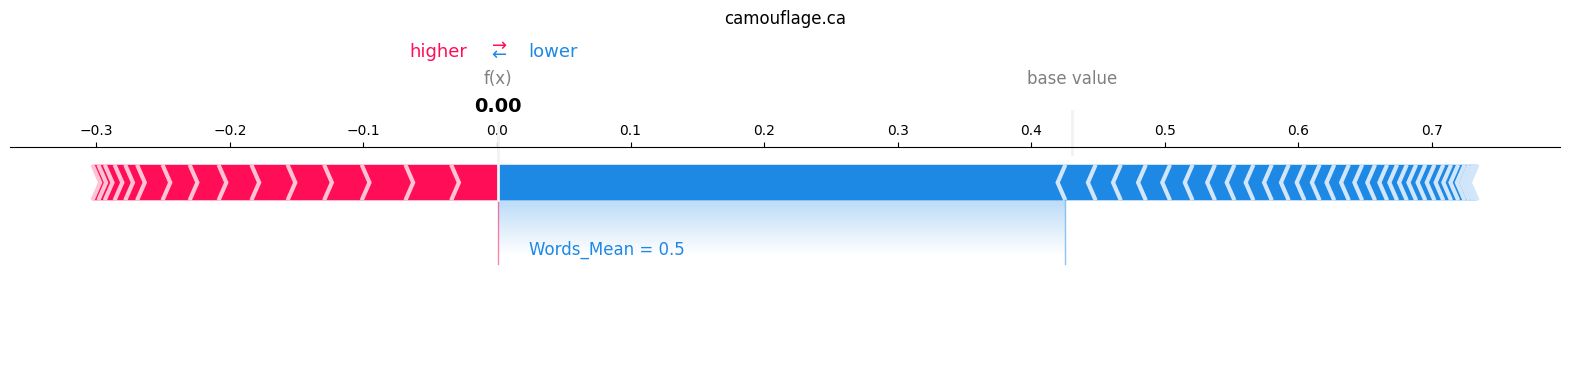 camouflage.ca
higher ⇄ lower
f(x) base value
0.00
−0.3 −0.2 −0.1 0.0 0.1 0.2 0.3 0.4 0.5 0.6 0.7
Words_Mean = 0.5